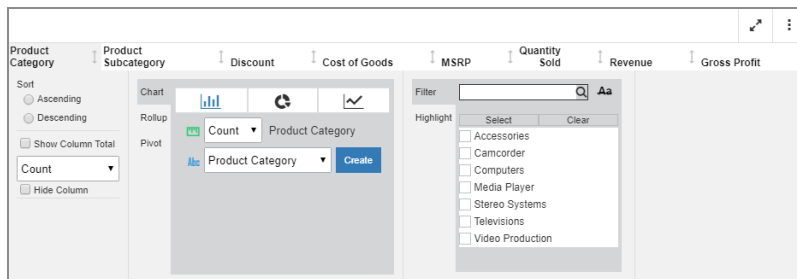 Product Category
Product Subcategory
Discount
Cost of Goods
MSRP
Quantity Sold
Revenue
Gross Profit
Sort
Ascending
Descending
Show Column Total
Count
Hide Column
Chart
Rollup
Pivot
Count Product Category
Abc Product Category Create
Filter
Aa
Highlight
Select Clear
Accessories
Camcorder
Computers
Media Player
Stereo Systems
Televisions
Video Production